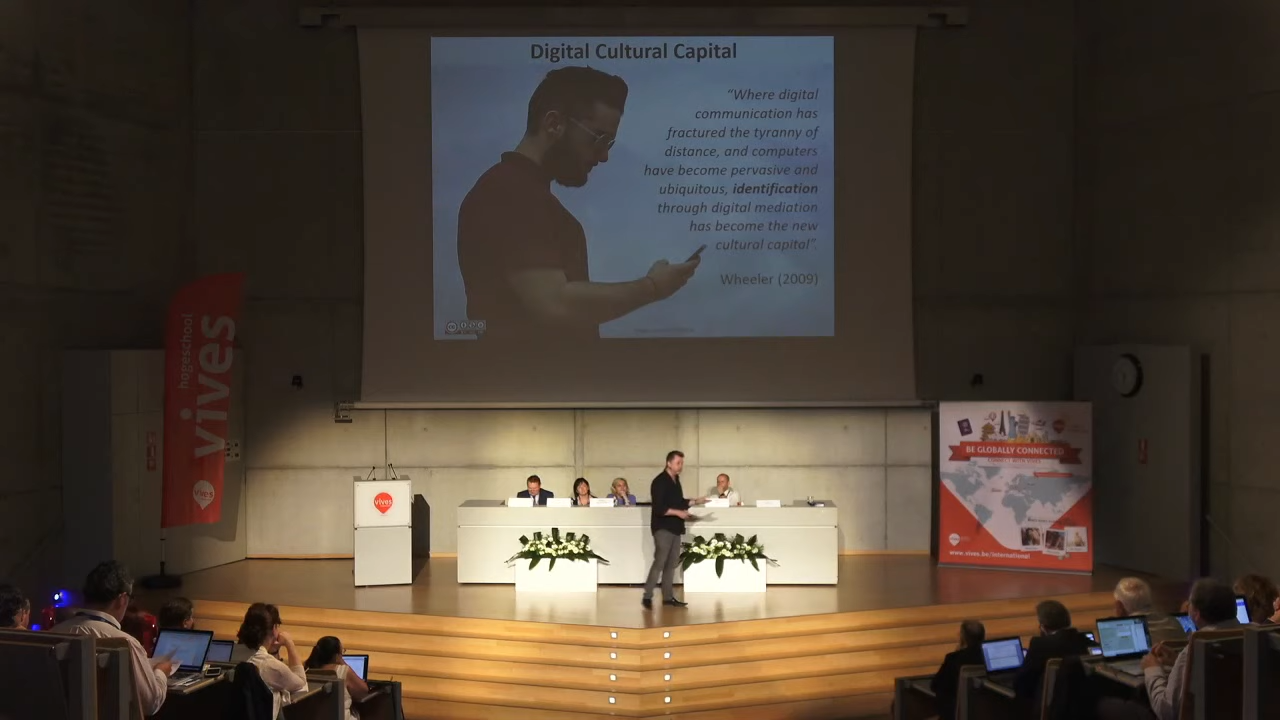 Digital Cultural Capital
“Where digital
communication has
fractured the tyranny of
distance, and computers
have become pervasive and
ubiquitous, identification
through digital mediation
has become the new
cultural capital”.
Wheeler (2009)
hogeschool
vives
vives
vives
BE GLOBALLY CONNECTED
www.vives.be/international